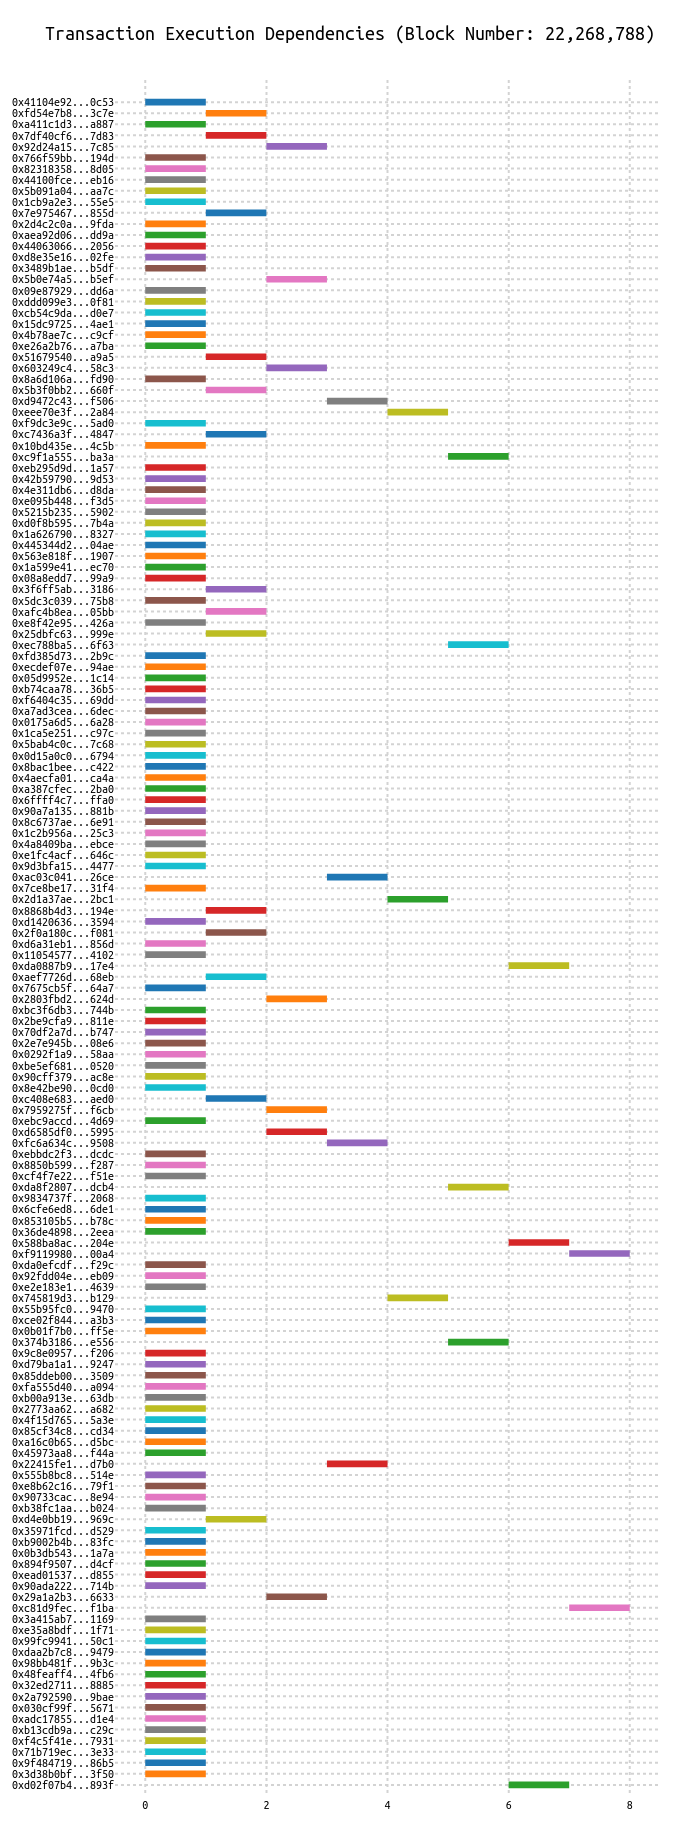 Transaction Execution Dependencies (Block Number: 22,268,788)
0x41104e92...0c53
0xfd54e7b8...3c7e
0xa411c1d3...a887
0x7df40cf6...7d83
0x92d24a15...7c85
0x766f59bb...194d
0x82318358...8d05
0x44100fce...eb16
0x5b091a04...aa7c
0x1cb9a2e3...55e5
0x7e975467...855d
0x2d4c2c0a...9fda
0xaea92d06...dd9a
0x44063066...2056
0xd8e35e16...02fe
0x3489b1ae...b5df
0x5b0e74a5...b5ef
0x09e87929...dd6a
0xddd099e3...0f81
0xcb54c9da...d0e7
0x15dc9725...4ae1
0x4b78ae7c...c9cf
0xe26a2b76...a7ba
0x51679540...a9a5
0x603249c4...58c3
0x8a6d106a...fd90
0x5b3f0bb2...660f
0xd9472c43...f506
0xeee70e3f...2a84
0xf9dc3e9c...5ad0
0xc7436a3f...4847
0x10bd435e...4c5b
0xc9f1a555...ba3a
0xeb295d9d...1a57
0x42b59790...9d53
0x4e311db6...d8da
0xe095b448...f3d5
0x5215b235...5902
0xd0f8b595...7b4a
0x1a626790...8327
0x445344d2...04ae
0x563e818f...1907
0x1a599e41...ec70
0x08a8edd7...99a9
0x3f6ff5ab...3186
0x5dc3c039...75b8
0xafc4b8ea...05bb
0xe8f42e95...426a
0x25dbfc63...999e
0xec788ba5...6f63
0xfd385d73...2b9c
0xecdef07e...94ae
0x05d9952e...1c14
0xb74caa78...36b5
0xf6404c35...69dd
0xa7ad3cea...6dec
0x0175a6d5...6a28
0x1ca5e251...c97c
0x5bab4c0c...7c68
0x0d15a0c0...6794
0x8bac1bee...c422
0x4aecfa01...ca4a
0xa387cfec...2ba0
0x6ffff4c7...ffa0
0x90a7a135...881b
0x8c6737ae...6e91
0x1c2b956a...25c3
0x4a8409ba...ebce
0xe1fc4acf...646c
0x9d3bfa15...4477
0xac03c041...26ce
0x7ce8be17...31f4
0x2d1a37ae...2bc1
0x8868b4d3...194e
0xd1420636...3594
0x2f0a180c...f081
0xd6a31eb1...856d
0x11054577...4102
0xda0887b9...17e4
0xaef7726d...68eb
0x7675cb5f...64a7
0x2803fbd2...624d
0xbc3f6db3...744b
0x2be9cfa9...811e
0x70df2a7d...b747
0x2e7e945b...08e6
0x0292f1a9...58aa
0xbe5ef681...0520
0x90cff379...ac8e
0x8e42be90...0cd0
0xc408e683...aed0
0x7959275f...f6cb
0xebc9accd...4d69
0xd6585df0...5995
0xfc6a634c...9508
0xebbdc2f3...dcdc
0x8850b599...f287
0xcf4f7e22...f51e
0xda8f2807...dcb4
0x9834737f...2068
0x6cfe6ed8...6de1
0x853105b5...b78c
0x36de4898...2eea
0x588ba8ac...204e
0xf9119980...00a4
0xda0efcdf...f29c
0x92fdd04e...eb09
0xe2e183e1...4639
0x745819d3...b129
0x55b95fc0...9470
0xce02f844...a3b3
0x0b01f7b0...ff5e
0x374b3186...e556
0x9c8e0957...f206
0xd79ba1a1...9247
0x85ddeb00...3509
0xfa555d40...a094
0xb00a913e...63db
0x2773aa62...a682
0x4f15d765...5a3e
0x85cf34c8...cd34
0xa16c0b65...d5bc
0x45973aa8...f44a
0x22415fe1...d7b0
0x555b8bc8...514e
0xe8b62c16...79f1
0x90733cac...8e94
0xb38fc1aa...b024
0xd4e0bb19...969c
0x35971fcd...d529
0xb9002b4b...83fc
0x0b3db543...1a7a
0x894f9507...d4cf
0xead01537...d855
0x90ada222...714b
0x29a1a2b3...6633
0xc81d9fec...f1ba
0x3a415ab7...1169
0xe35a8bdf...1f71
0x99fc9941...50c1
0xdaa2b7c8...9479
0x98bb481f...9b3c
0x48feaff4...4fb6
0x32ed2711...8885
0x2a792590...9bae
0x030cf99f...5671
0xadc17855...d1e4
0xb13cdb9a...c29c
0xf4c5f41e...7931
0x71b719ec...3e33
0x9f484719...86b5
0x3d38b0bf...3f50
0xd02f07b4...893f
0 2 4 6 8